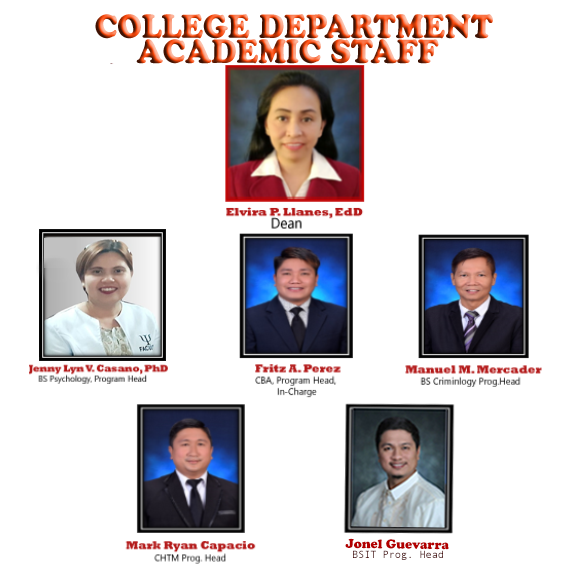 COLLEGE DEPARTMENT
ACADEMIC STAFF
Elvira P. Llanes, EdD
Dean
Jenny Lyn V. Casano, PhD
BS Psychology, Program Head
Fritz A. Perez
CBA, Program Head,
In-Charge
Manuel M. Mercader
BS Criminlogy Prog.Head
Mark Ryan Capacio
CHTM Prog. Head
Jonel Guevarra
BSIT Prog. Head